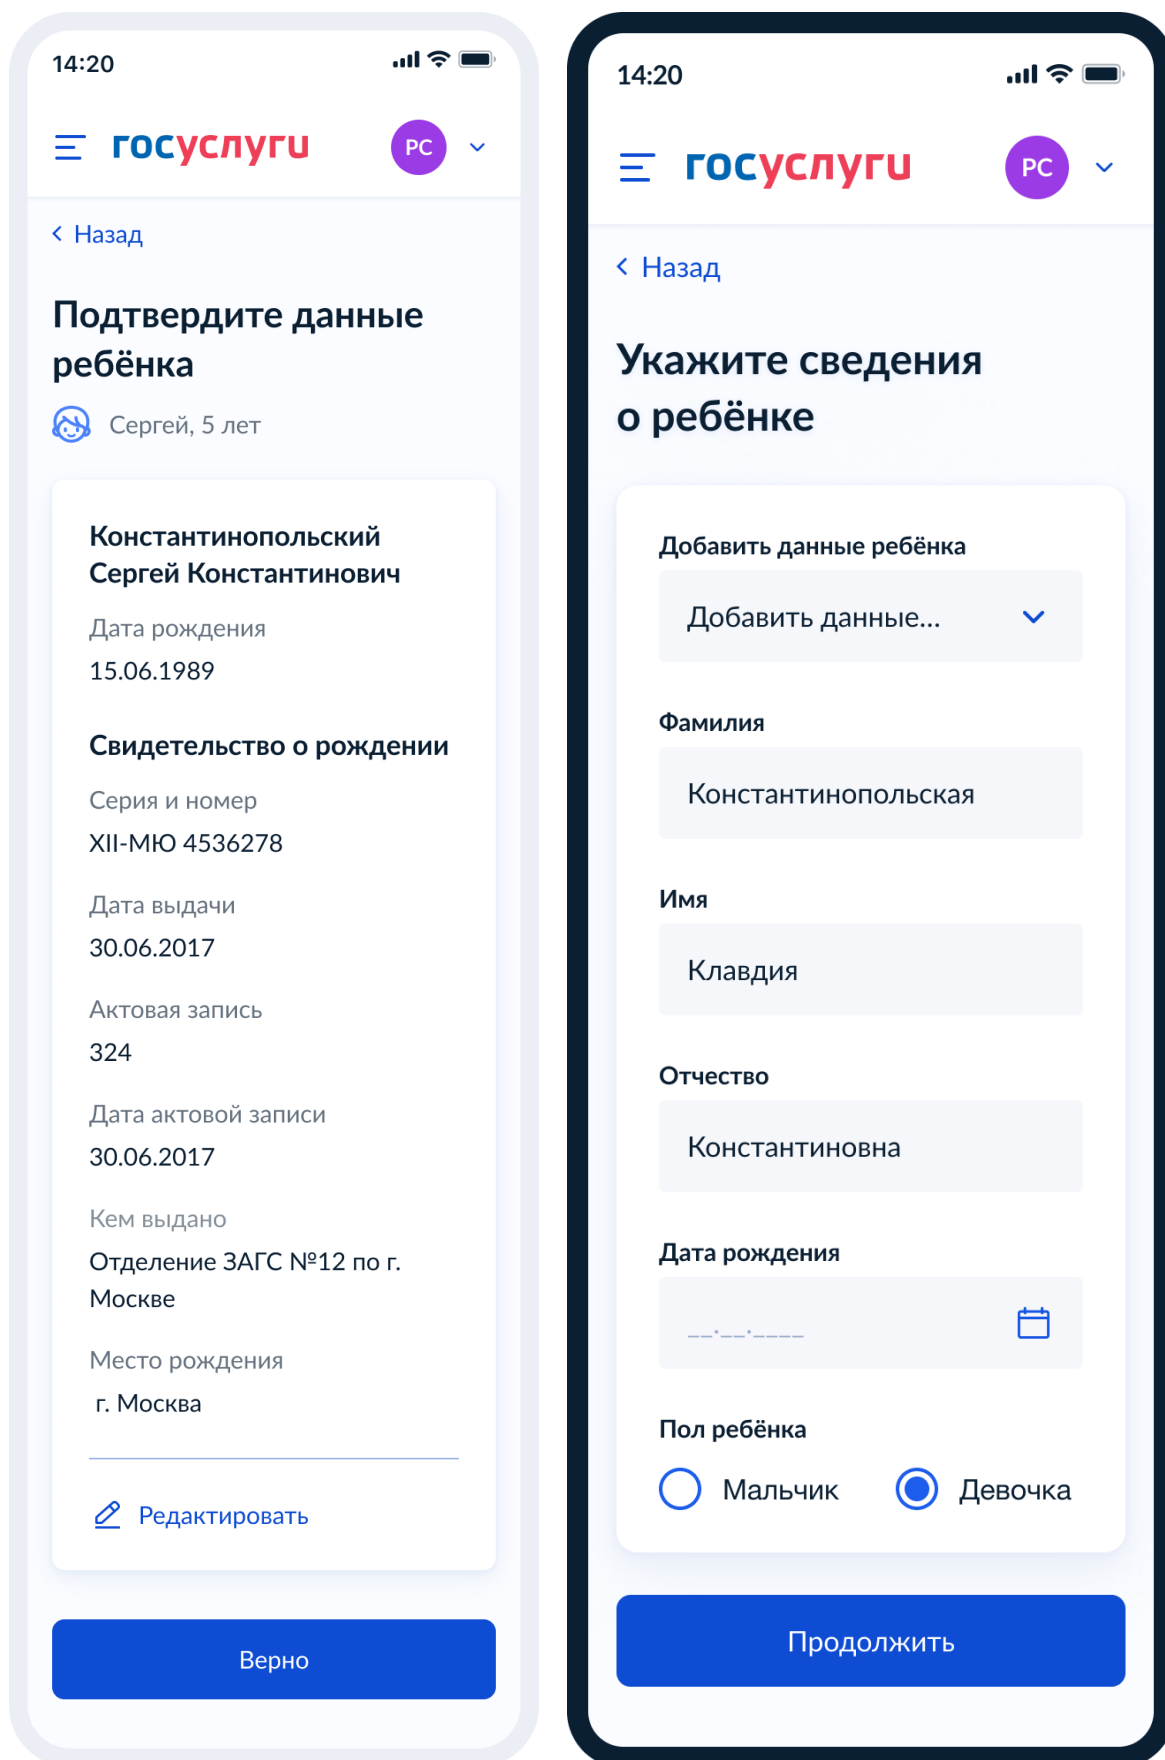 14:20
госуслуги
РС
Назад
Подтвердите данные
ребёнка
Сергей, 5 лет
Константинопольский
Сергей Константинович
Дата рождения
15.06.1989
Свидетельство о рождении
Серия и номер
XII-МЮ 4536278
Дата выдачи
30.06.2017
Актовая запись
324
Дата актовой записи
30.06.2017
Кем выдано
Отделение ЗАГС №12 по г.
Москве
Место рождения
г. Москва
Редактировать
Верно
14:20
госуслуги
РС
Назад
Укажите сведения
о ребёнке
Добавить данные ребёнка
Добавить данные...
Фамилия
Константинопольская
Имя
Клавдия
Отчество
Константиновна
Дата рождения
__.__.____
Пол ребёнка
Мальчик
Девочка
Продолжить